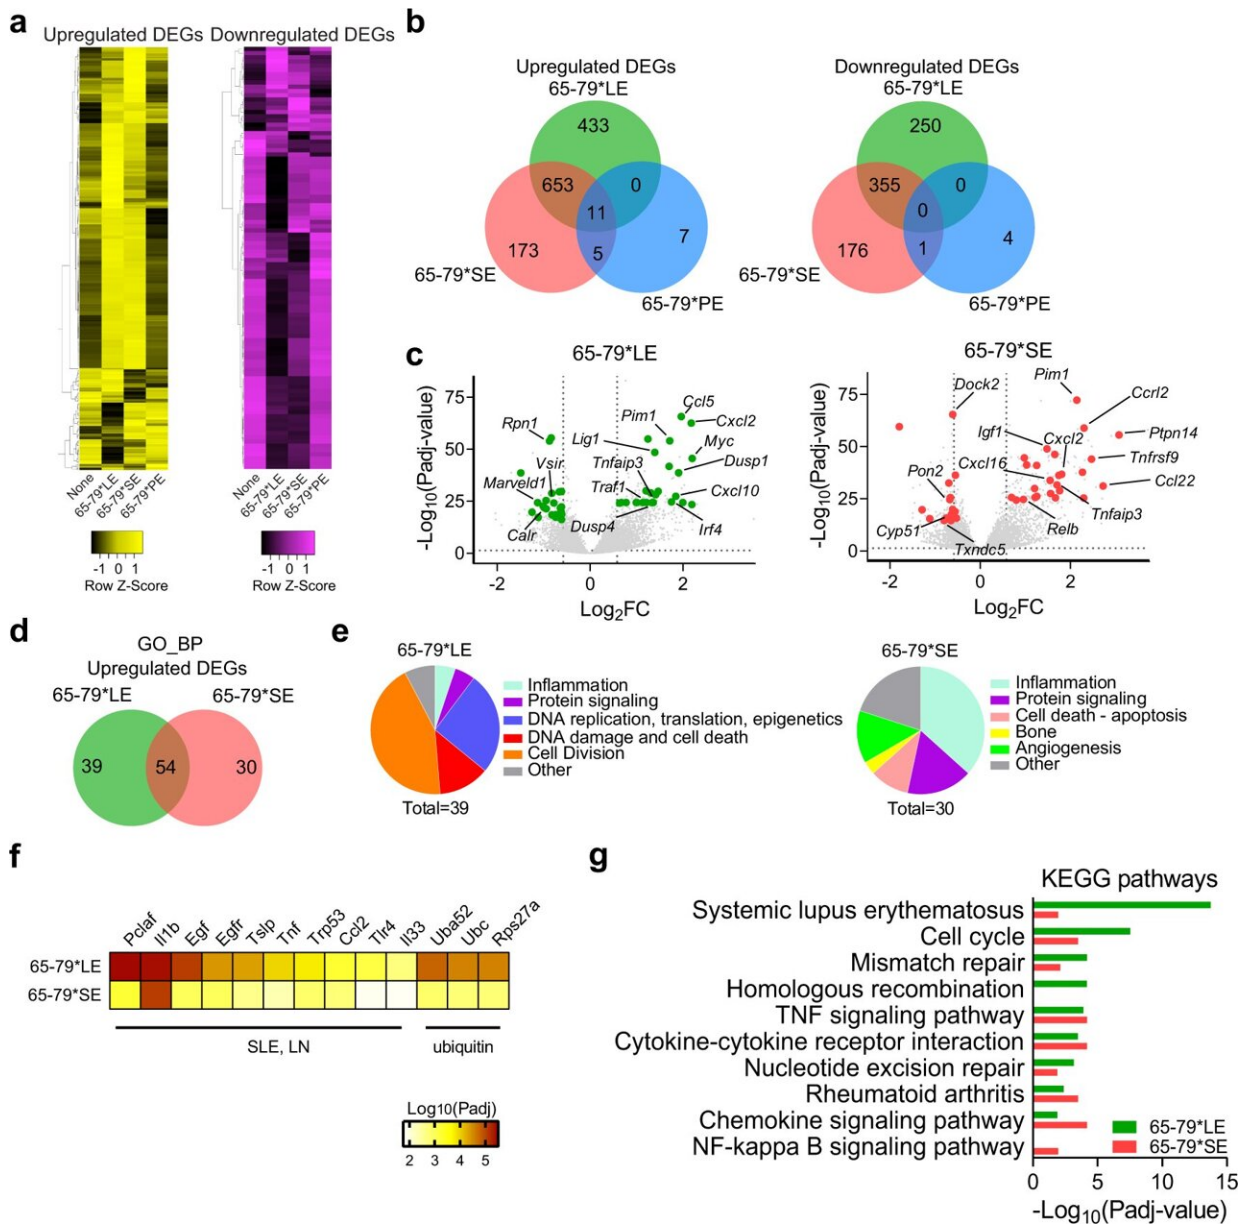 a
Upregulated DEGs
Downregulated DEGs
None
65-79*LE
65-79*SE
65-79*PE
None
65-79*LE
65-79*SE
65-79*PE
-1 0 1
Row Z-Score
-1 0 1
Row Z-Score
b
Upregulated DEGs
65-79*LE
433
653
0
11
173
5
7
65-79*SE
65-79*PE
Downregulated DEGs
65-79*LE
250
355
0
0
176
1
4
65-79*SE
65-79*PE
c
65-79*LE
-Log10(Padj-value)
75
50
25
0
-2
0
2
Log2FC
Rpn1
Vsir
Marveld1
Calr
Pim1
Lig1
Tnfaip3
Traf1
Dusp4
Ccl5
Cxcl2
Myc
Dusp1
Cxcl10
Irf4
65-79*SE
-Log10(Padj-value)
75
50
25
0
-2
0
2
Log2FC
Dock2
Pim1
Ccrl2
Igf1
Cxcl2
Ptpn14
Tnfrsf9
Cxcl16
Pon2
Ccl22
Tnfaip3
Relb
Cyp51
Txndc5
d
GO_BP
Upregulated DEGs
65-79*LE
65-79*SE
39
54
30
e
65-79*LE
Total=39
Inflammation
Protein signaling
DNA replication, translation, epigenetics
DNA damage and cell death
Cell Division
Other
65-79*SE
Total=30
Inflammation
Protein signaling
Cell death - apoptosis
Bone
Angiogenesis
Other
f
Pclaf
Il1b
Egf
Egfr
Tslp
Tnf
Trp53
Ccl2
Tlr4
Il33
Uba52
Ubc
Rps27a
65-79*LE
65-79*SE
SLE, LN
ubiquitin
Log10(Padj)
2 3 4 5
g
KEGG pathways
Systemic lupus erythematosus
Cell cycle
Mismatch repair
Homologous recombination
TNF signaling pathway
Cytokine-cytokine receptor interaction
Nucleotide excision repair
Rheumatoid arthritis
Chemokine signaling pathway
NF-kappa B signaling pathway
65-79*LE
65-79*SE
0 5 10 15
-Log10(Padj-value)